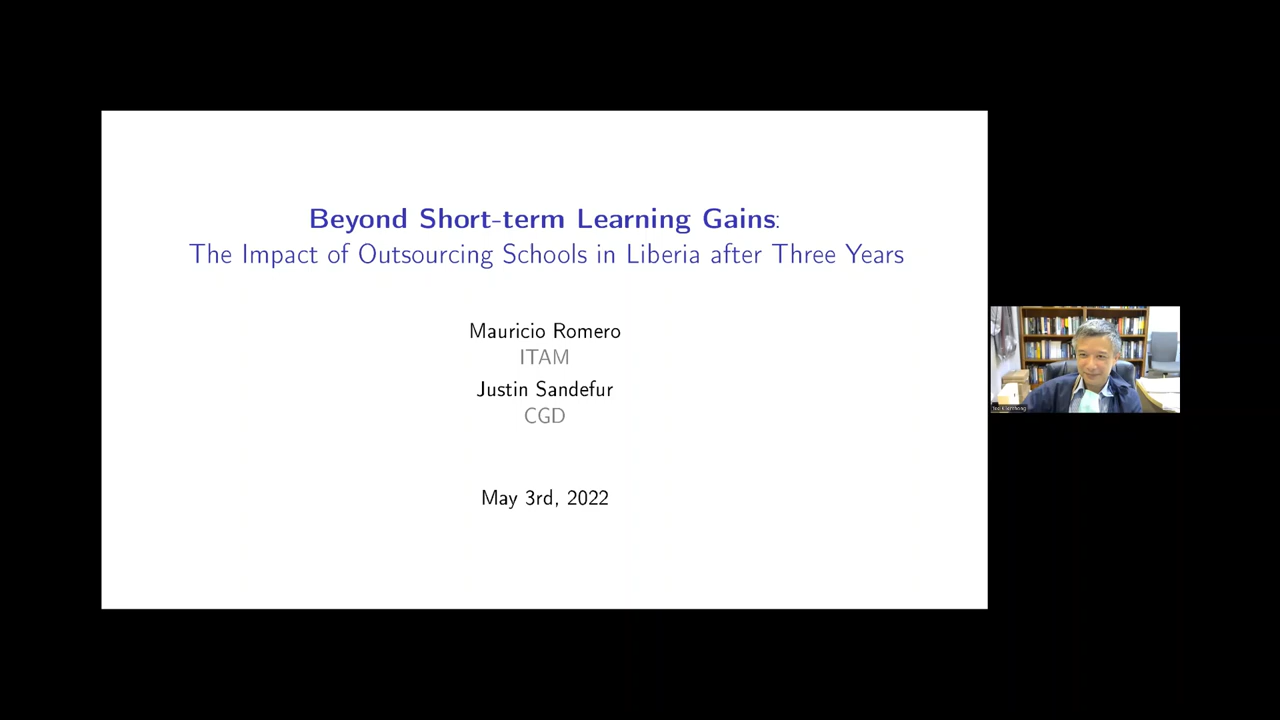 Beyond Short-term Learning Gains:
The Impact of Outsourcing Schools in Liberia after Three Years
Mauricio Romero
ITAM
Justin Sandefur
CGD
May 3rd, 2022